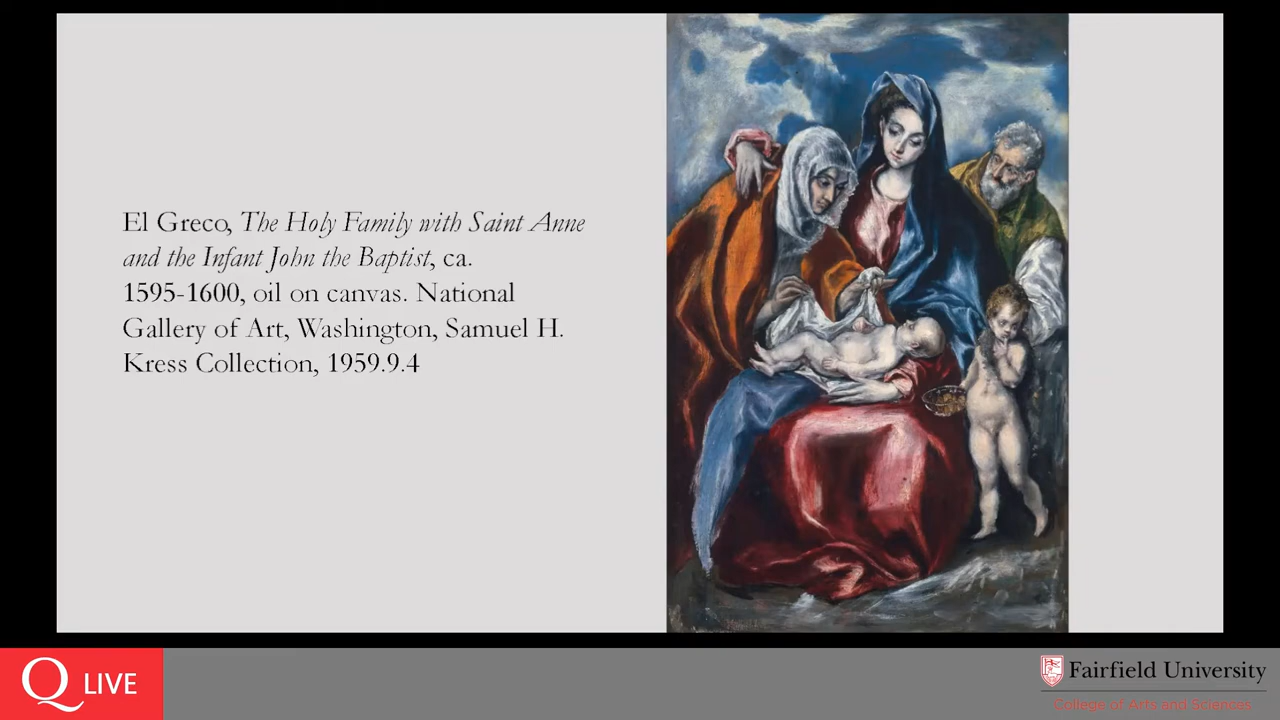 El Greco, The Holy Family with Saint Anne
and the Infant John the Baptist, ca.
1595-1600, oil on canvas. National
Gallery of Art, Washington, Samuel H.
Kress Collection, 1959.9.4
Q LIVE
Fairfield University
College of Arts and Sciences